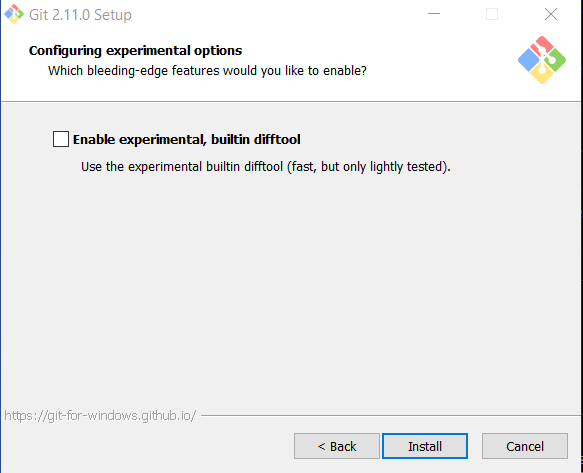 Git 2.11.0 Setup
Configuring experimental options
Which bleeding-edge features would you like to enable?
Enable experimental, builtin difftool
Use the experimental builtin difftool (fast, but only lightly tested).
https://git-for-windows.github.io/
< Back
Install
Cancel